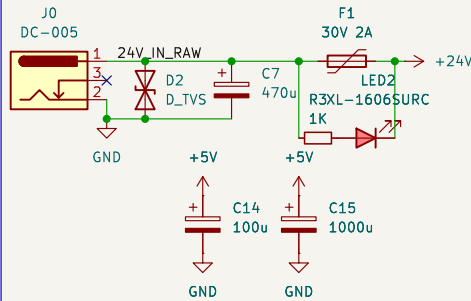 J0
DC-005
F1
30V 2A
1
24V_IN_RAW
3
2
D2
D_TVS
C7
470u
+
+24V
LED2
R3XL-1606SURC
1K
GND
+5V
+5V
+
C14
100u
+
C15
1000u
GND
GND